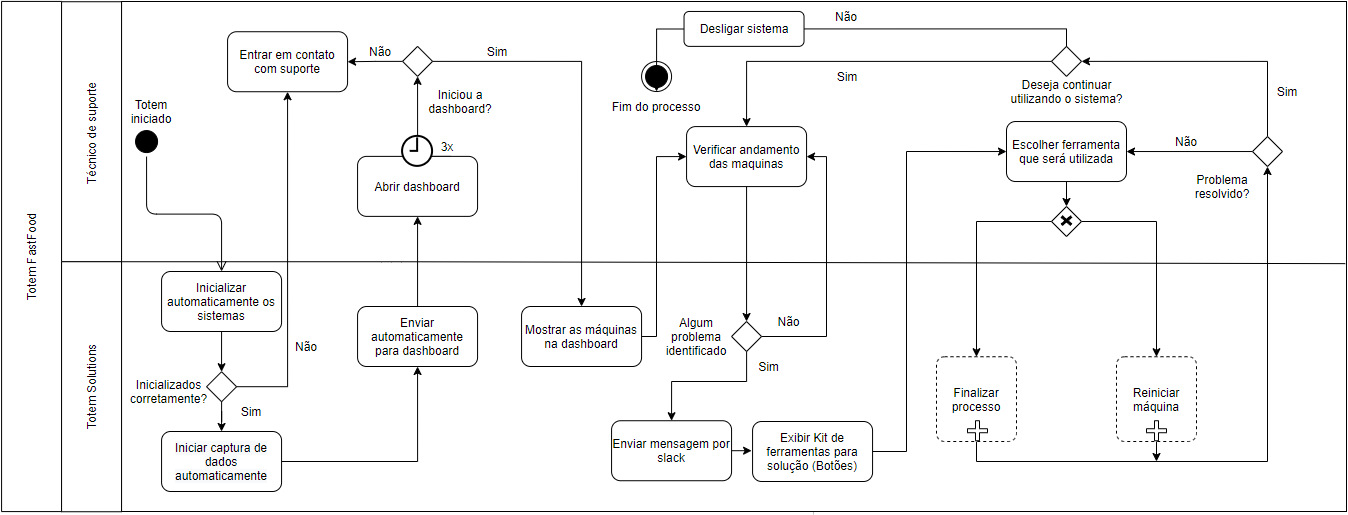 Totem FastFood
Técnico de suporte
Totem Solutions
Totem
iniciado
Entrar em contato
com suporte
Não
Sim
Iniciou a
dashboard?
3x
Abrir dashboard
Inicializar
automaticamente os
sistemas
Não
Inicializados
corretamente?
Sim
Iniciar captura de
dados
automaticamente
Enviar
automaticamente
para dashboard
Mostrar as máquinas
na dashboard
Desligar sistema
Não
Fim do processo
Sim
Deseja continuar
utilizando o sistema?
Sim
Verificar andamento
das maquinas
Algum
problema
identificado
Não
Sim
Enviar mensagem por
slack
Exibir Kit de
ferramentas para
solução (Botões)
Escolher ferramenta
que será utilizada
Não
Problema
resolvido?
Finalizar
processo
Reiniciar
máquina